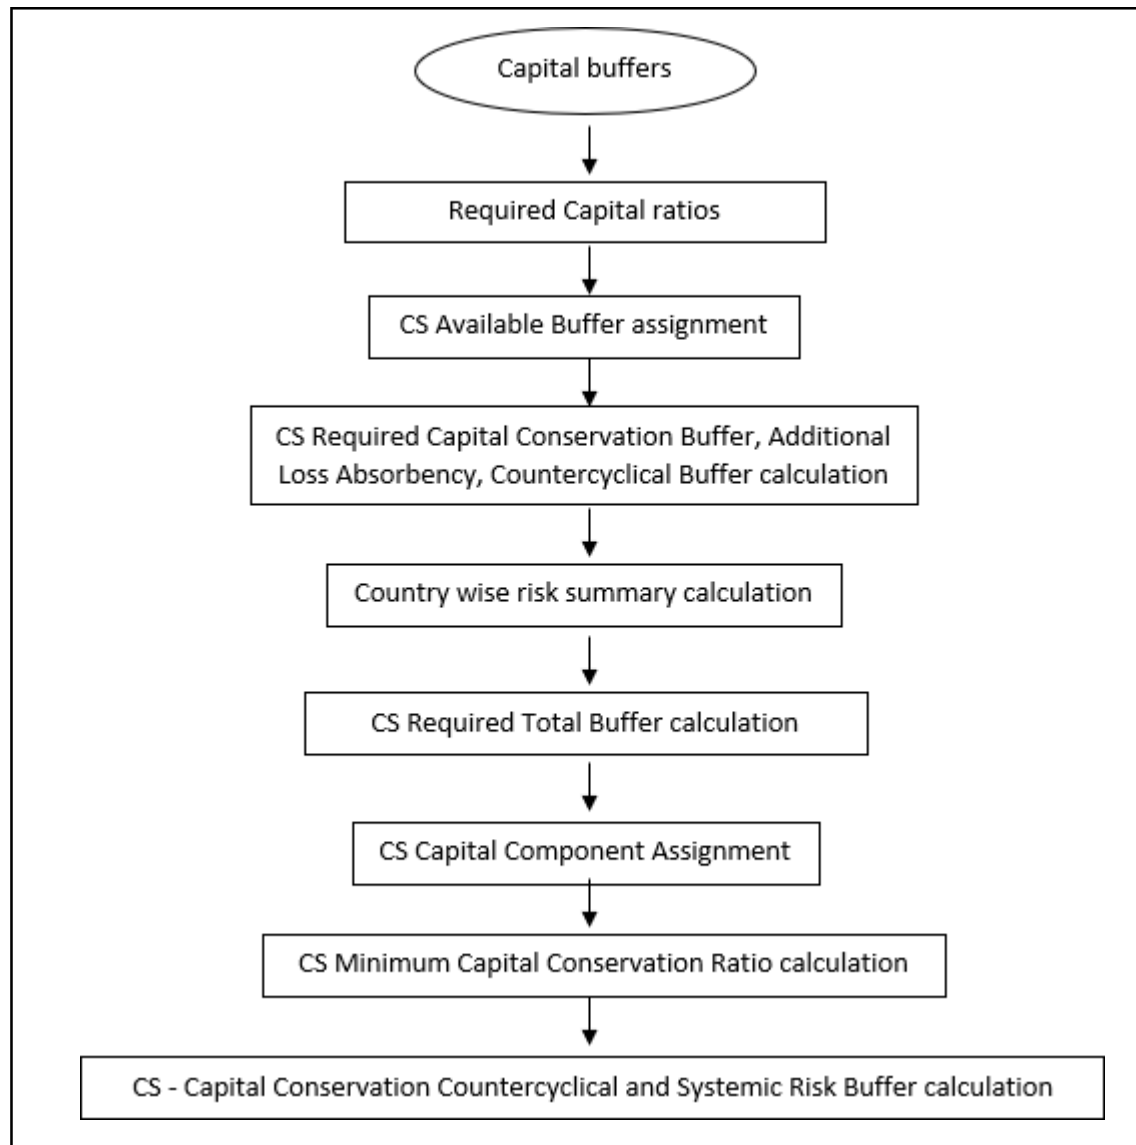 Capital buffers
Required Capital ratios
CS Available Buffer assignment
CS Required Capital Conservation Buffer, Additional
Loss Absorbency, Countercyclical Buffer calculation
Country wise risk summary calculation
CS Required Total Buffer calculation
CS Capital Component Assignment
CS Minimum Capital Conservation Ratio calculation
CS - Capital Conservation Countercyclical and Systemic Risk Buffer calculation